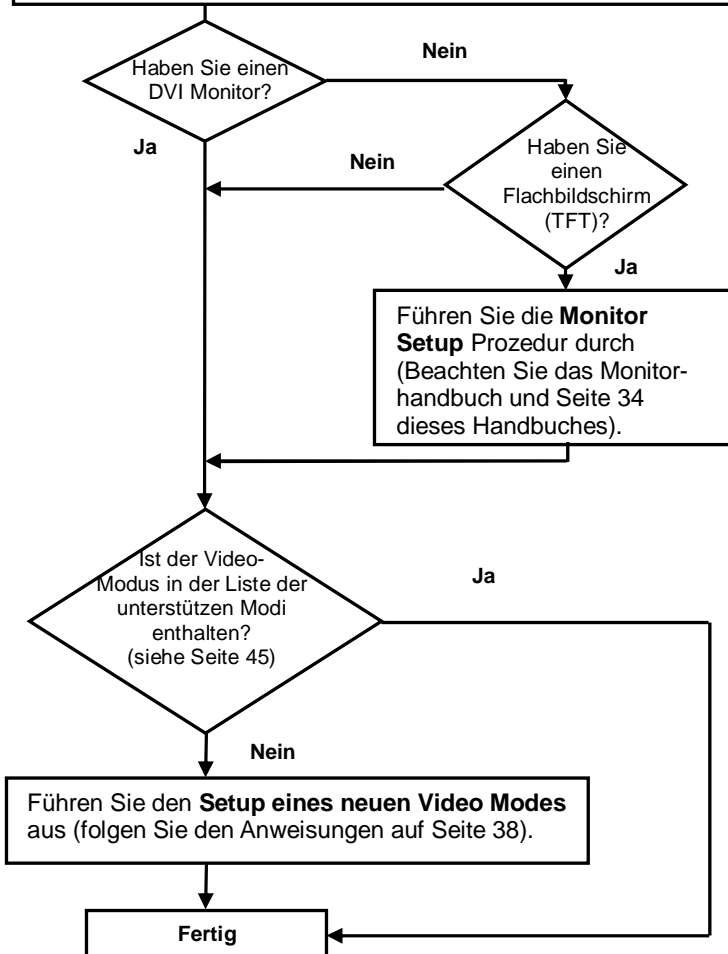 Haben Sie einen
DVI Monitor?
Nein
Ja
Haben Sie
einen
Flachbildschirm
(TFT)?
Nein
Ja
Führen Sie die Monitor
Setup Prozedur durch
(Beachten Sie das Monitor-
handbuch und Seite 34
dieses Handbuches).
Ist der Video-
Modus in der Liste der
unterstützen Modi
enthalten?
(siehe Seite 45)
Ja
Nein
Führen Sie den Setup eines neuen Video Modes
aus (folgen Sie den Anweisungen auf Seite 38).
Fertig